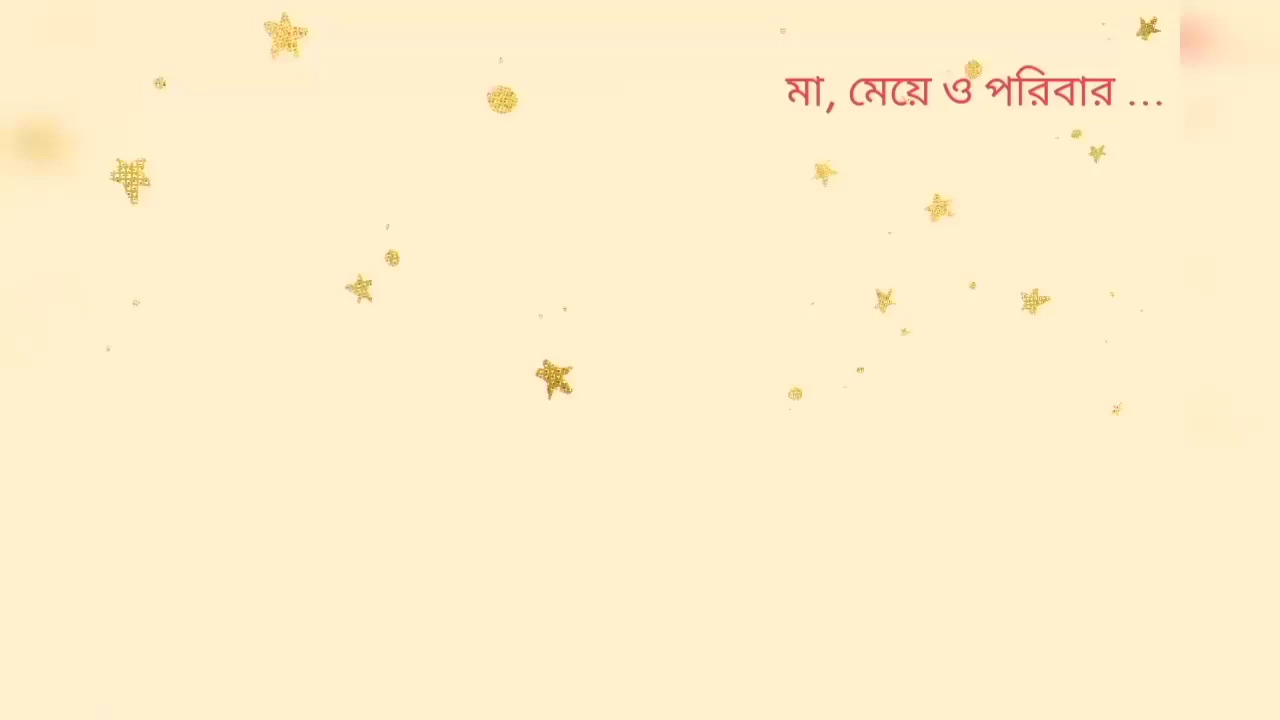 মা, মেয়ে ও পরিবার ...